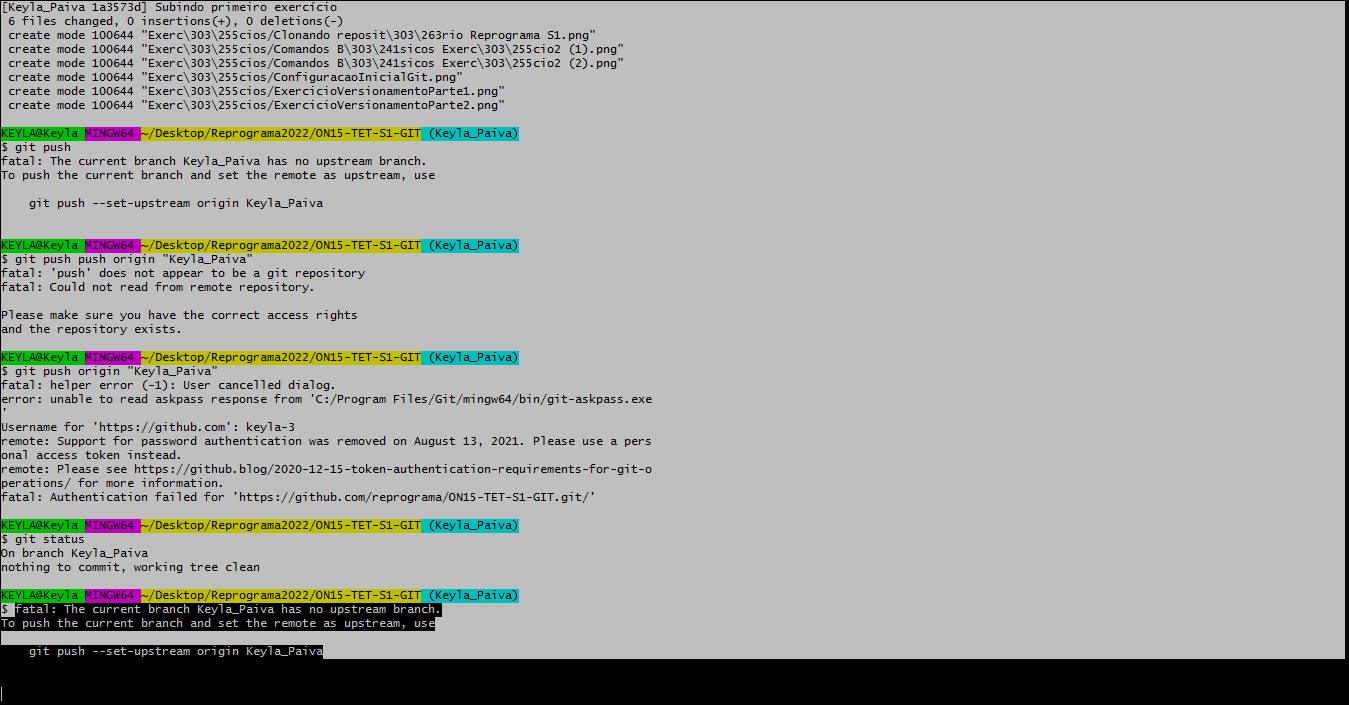 [Keyla_Paiva 1a3573d] Subindo primeiro exercício
 6 files changed, 0 insertions(+), 0 deletions(-)
 create mode 100644 "Exerc\303\255cios/Clonando reposit\303\263rio Reprograma S1.png"
 create mode 100644 "Exerc\303\255cios/Comandos B\303\241sicos Exerc\303\255cio2 (1).png"
 create mode 100644 "Exerc\303\255cios/Comandos B\303\241sicos Exerc\303\255cio2 (2).png"
 create mode 100644 "Exerc\303\255cios/ConfiguracaoInicialGit.png"
 create mode 100644 "Exerc\303\255cios/ExercicioVersionamentoParte1.png"
 create mode 100644 "Exerc\303\255cios/ExercicioVersionamentoParte2.png"

KEYLA@Keyla MINGW64 ~/Desktop/Reprograma2022/ON15-TET-S1-GIT (Keyla_Paiva)
$ git push
fatal: The current branch Keyla_Paiva has no upstream branch.
To push the current branch and set the remote as upstream, use

    git push --set-upstream origin Keyla_Paiva

KEYLA@Keyla MINGW64 ~/Desktop/Reprograma2022/ON15-TET-S1-GIT (Keyla_Paiva)
$ git push push origin "Keyla_Paiva"
fatal: 'push' does not appear to be a git repository
fatal: Could not read from remote repository.

Please make sure you have the correct access rights
and the repository exists.

KEYLA@Keyla MINGW64 ~/Desktop/Reprograma2022/ON15-TET-S1-GIT (Keyla_Paiva)
$ git push origin "Keyla_Paiva"
fatal: helper error (-1): User cancelled dialog.
error: unable to read askpass response from 'C:/Program Files/Git/mingw64/bin/git-askpass.exe
'
Username for 'https://github.com': keyla-3
remote: Support for password authentication was removed on August 13, 2021. Please use a pers
onal access token instead.
remote: Please see https://github.blog/2020-12-15-token-authentication-requirements-for-git-o
perations/ for more information.
fatal: Authentication failed for 'https://github.com/reprograma/ON15-TET-S1-GIT.git/'

KEYLA@Keyla MINGW64 ~/Desktop/Reprograma2022/ON15-TET-S1-GIT (Keyla_Paiva)
$ git status
On branch Keyla_Paiva
nothing to commit, working tree clean

KEYLA@Keyla MINGW64 ~/Desktop/Reprograma2022/ON15-TET-S1-GIT (Keyla_Paiva)
$ fatal: The current branch Keyla_Paiva has no upstream branch.
To push the current branch and set the remote as upstream, use

    git push --set-upstream origin Keyla_Paiva